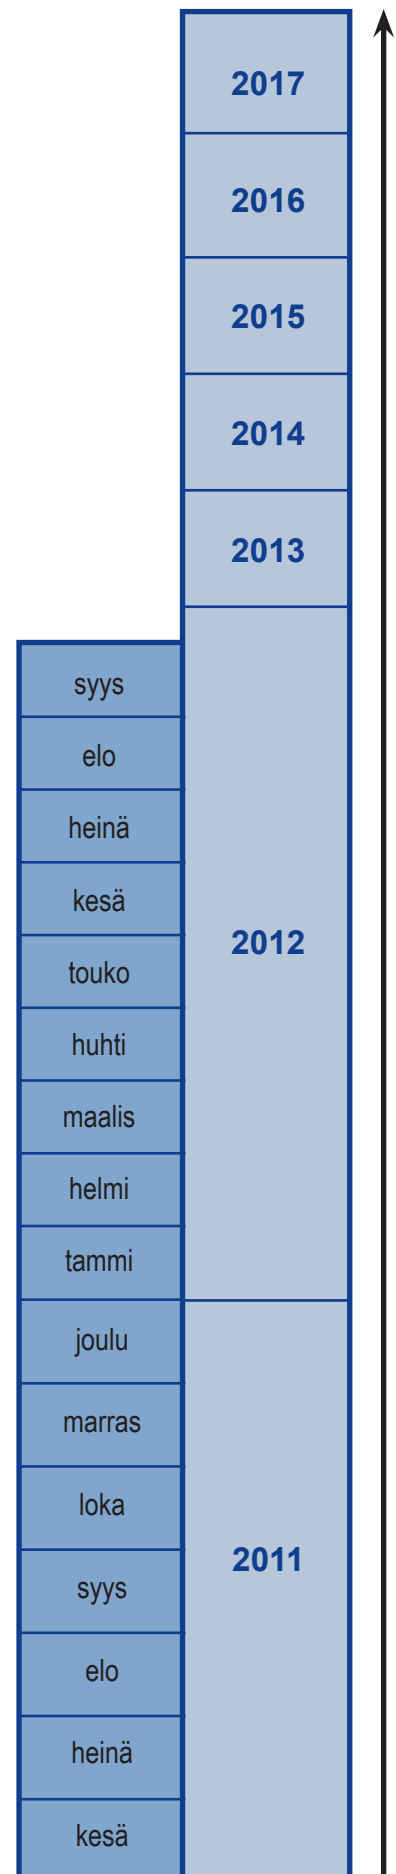 2017
2016
2015
2014
2013
syys
elo
heinä
kesä
2012
touko
huhti
maalis
helmi
tammi
joulu
marras
loka
2011
syys
elo
heinä
kesä